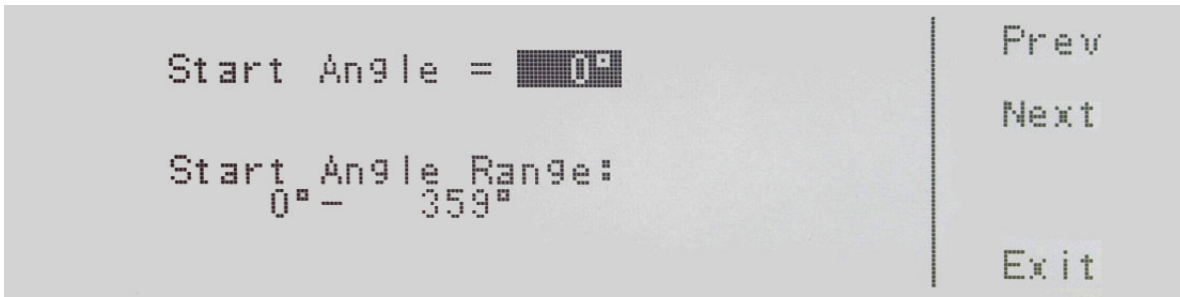 Start Angle = 0°
Start Angle Range:
0° - 359°
Prev
Next
Exit